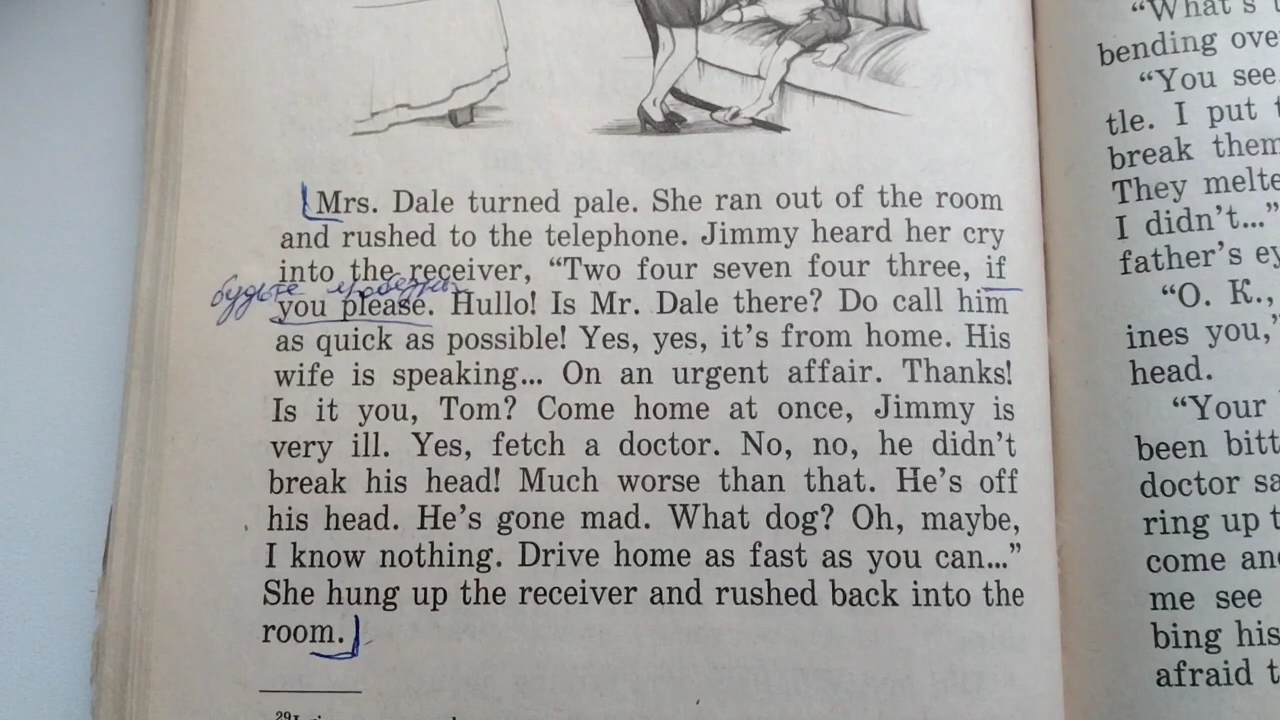 Mrs. Dale turned pale. She ran out of the room
and rushed to the telephone. Jimmy heard her cry
into the receiver, “Two four seven four three, if
будьте
you please. Hullo! Is Mr. Dale there? Do call him
as quick as possible! Yes, yes, it’s from home. His
wife is speaking... On an urgent affair. Thanks!
Is it you, Tom? Come home at once, Jimmy is
very ill. Yes, fetch a doctor. No, no, he didn’t
break his head! Much worse than that. He’s off
his head. He’s gone mad. What dog? Oh, maybe,
I know nothing. Drive home as fast as you can...”
She hung up the receiver and rushed back into the
room.
29
“What’s
bending
“You see
tle. I put
break them
They
I didn’t...”
father’s
“O. K.,
ines you,”
head.
“Your
been
doctor
ring up
come
me see
bing his
afraid